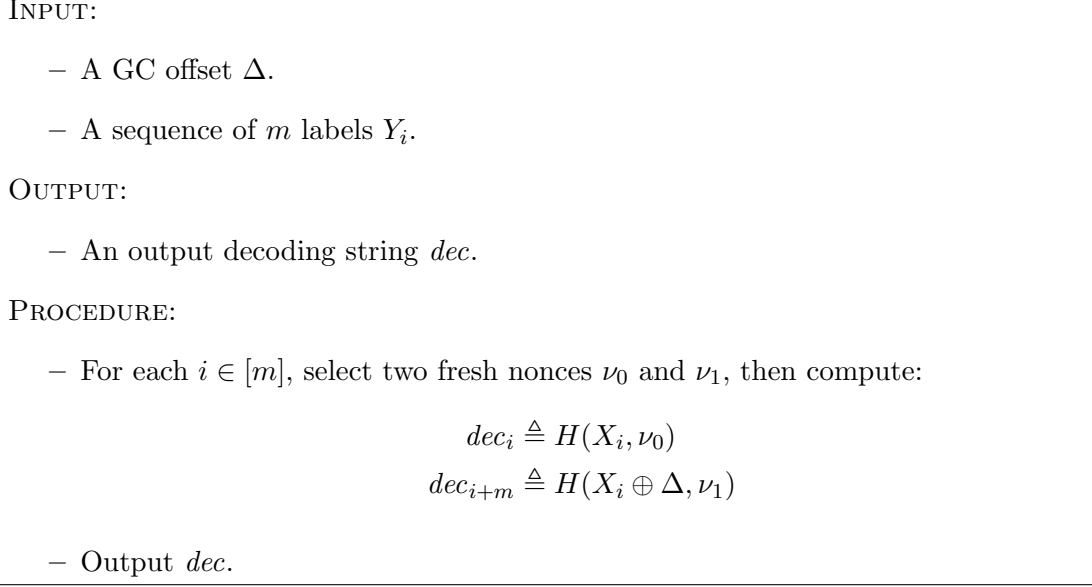 INPUT:
– A GC offset Δ.
– A sequence of m labels Y_i.
OUTPUT:
– An output decoding string dec.
PROCEDURE:
– For each i ∈ [m], select two fresh nonces ν_0 and ν_1, then compute:
dec_i ≜ H(X_i, ν_0)
dec_{i+m} ≜ H(X_i ⊕ Δ, ν_1)
– Output dec.